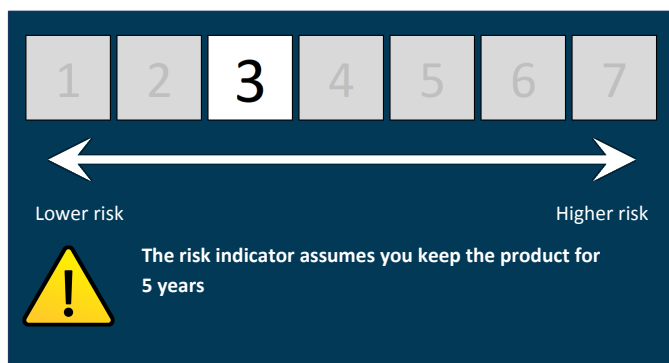 1 2 3 4 5 6 7
Lower risk Higher risk
The risk indicator assumes you keep the product for
5 years